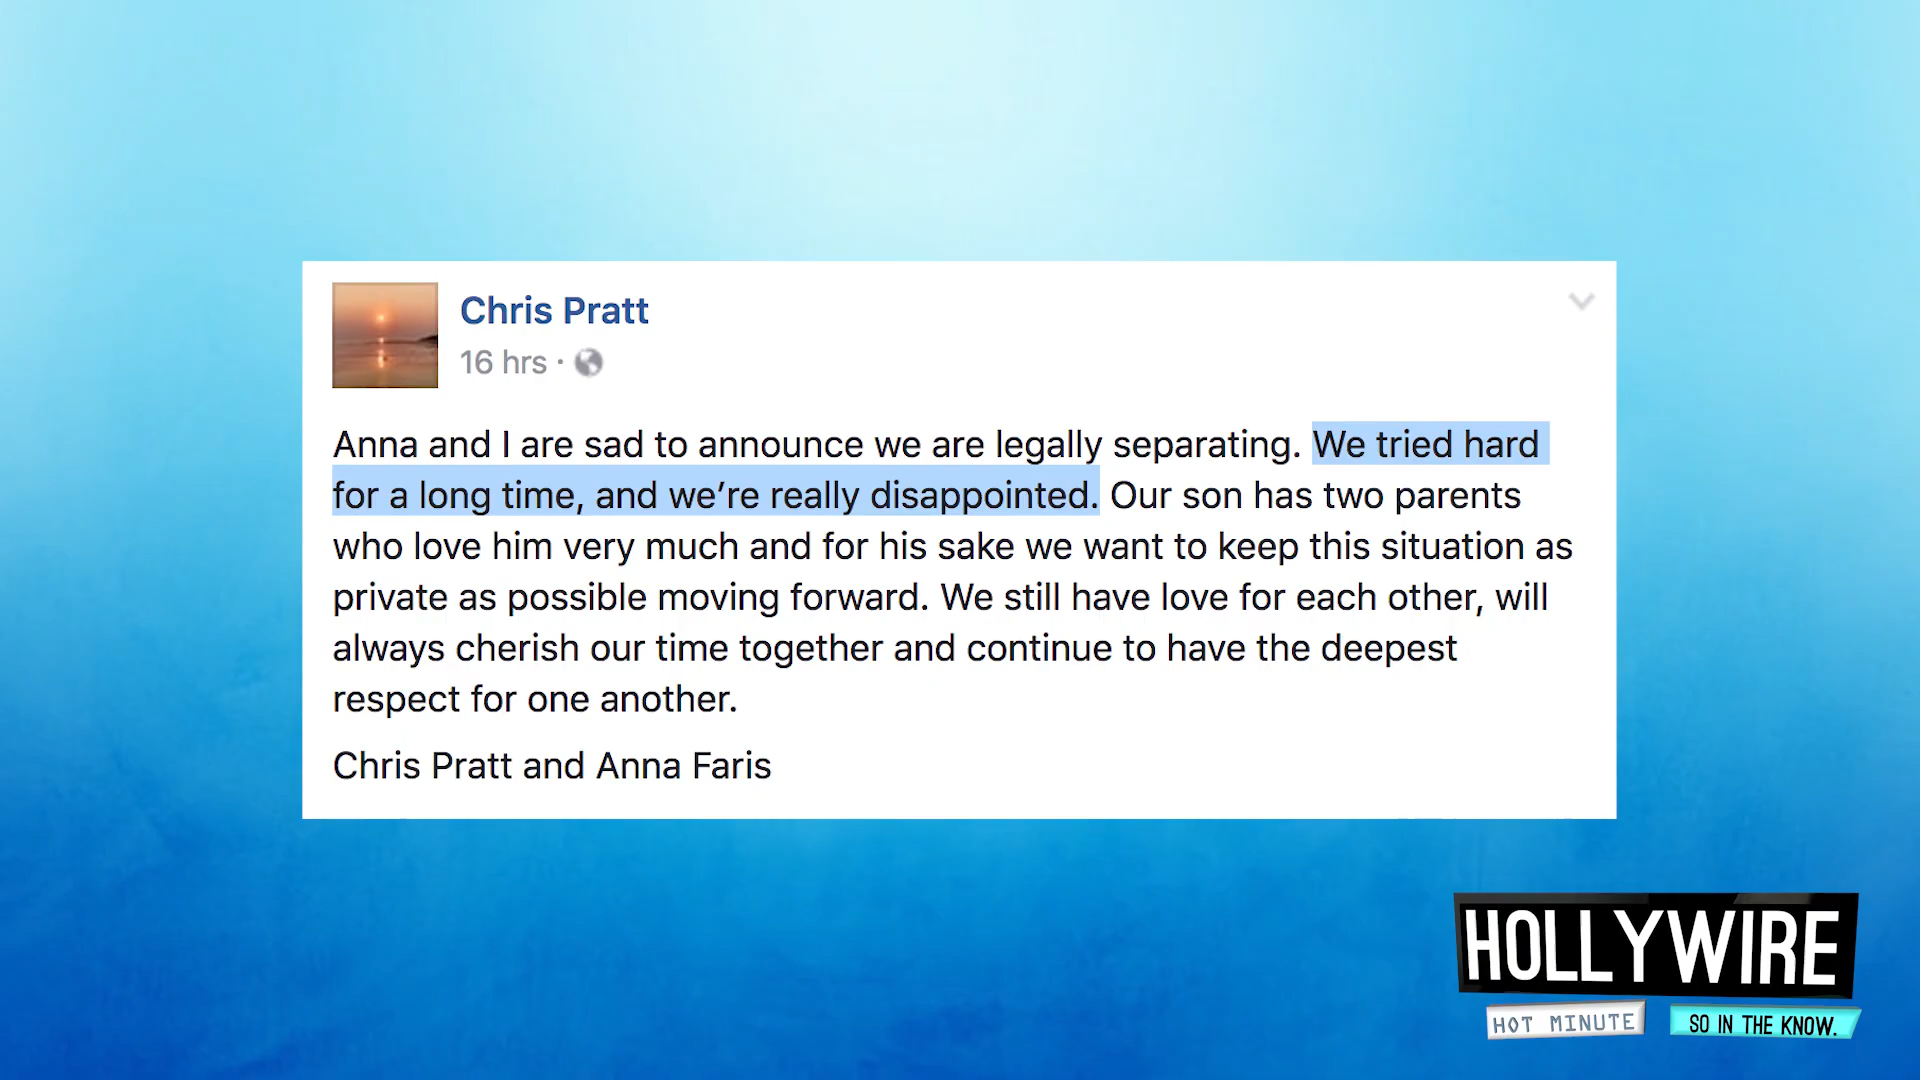 Chris Pratt
16 hrs ·
Anna and I are sad to announce we are legally separating. We tried hard
for a long time, and we’re really disappointed. Our son has two parents
who love him very much and for his sake we want to keep this situation as
private as possible moving forward. We still have love for each other, will
always cherish our time together and continue to have the deepest
respect for one another.
Chris Pratt and Anna Faris
HOLLYWIRE
HOT MINUTE
SO IN THE KNOW.